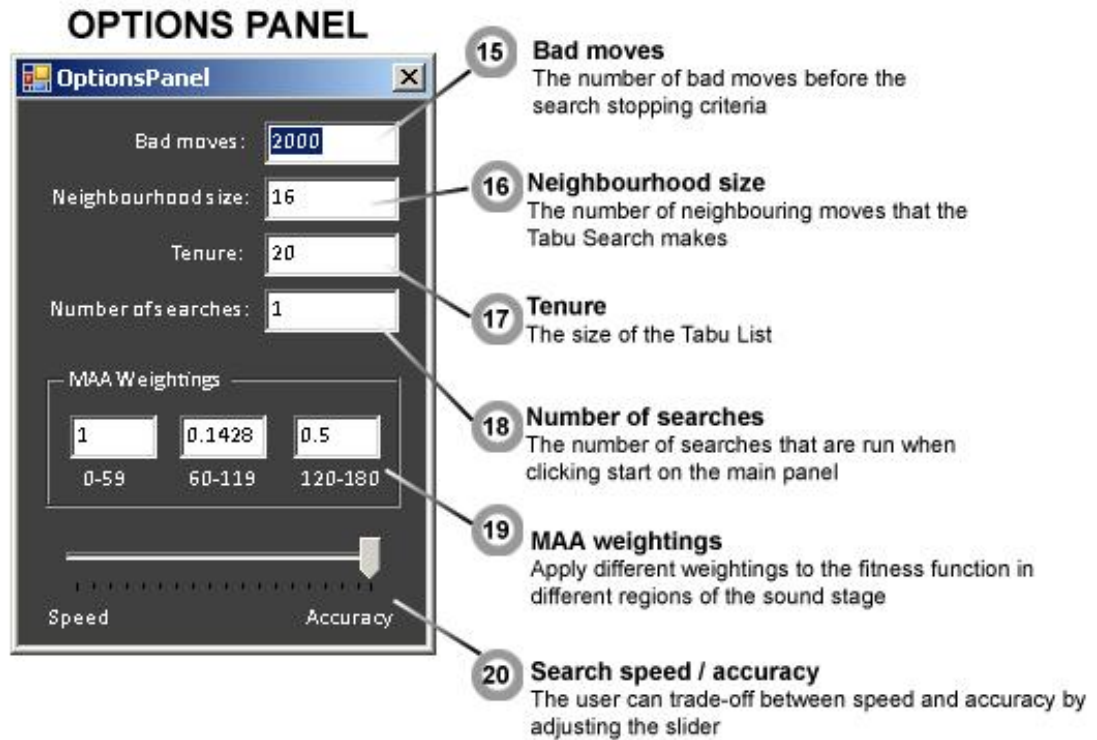 OPTIONS PANEL
OptionsPanel
Bad moves:
2000
Neighbourhood size:
16
Tenure:
20
Number of searches:
1
MAA Weightings
1
0.1428
0.5
0-59
60-119
120-180
Speed
Accuracy
15
Bad moves
The number of bad moves before the
search stopping criteria
16
Neighbourhood size
The number of neighbouring moves that the
Tabu Search makes
17
Tenure
The size of the Tabu List
18
Number of searches
The number of searches that are run when
clicking start on the main panel
19
MAA weightings
Apply different weightings to the fitness function in
different regions of the sound stage
20
Search speed / accuracy
The user can trade-off between speed and accuracy by
adjusting the slider